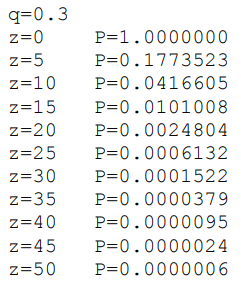 q=0.3
z=0    P=1.0000000
z=5    P=0.1773523
z=10   P=0.0416605
z=15   P=0.0101008
z=20   P=0.0024804
z=25   P=0.0006132
z=30   P=0.0001522
z=35   P=0.0000379
z=40   P=0.0000095
z=45   P=0.0000024
z=50   P=0.0000006